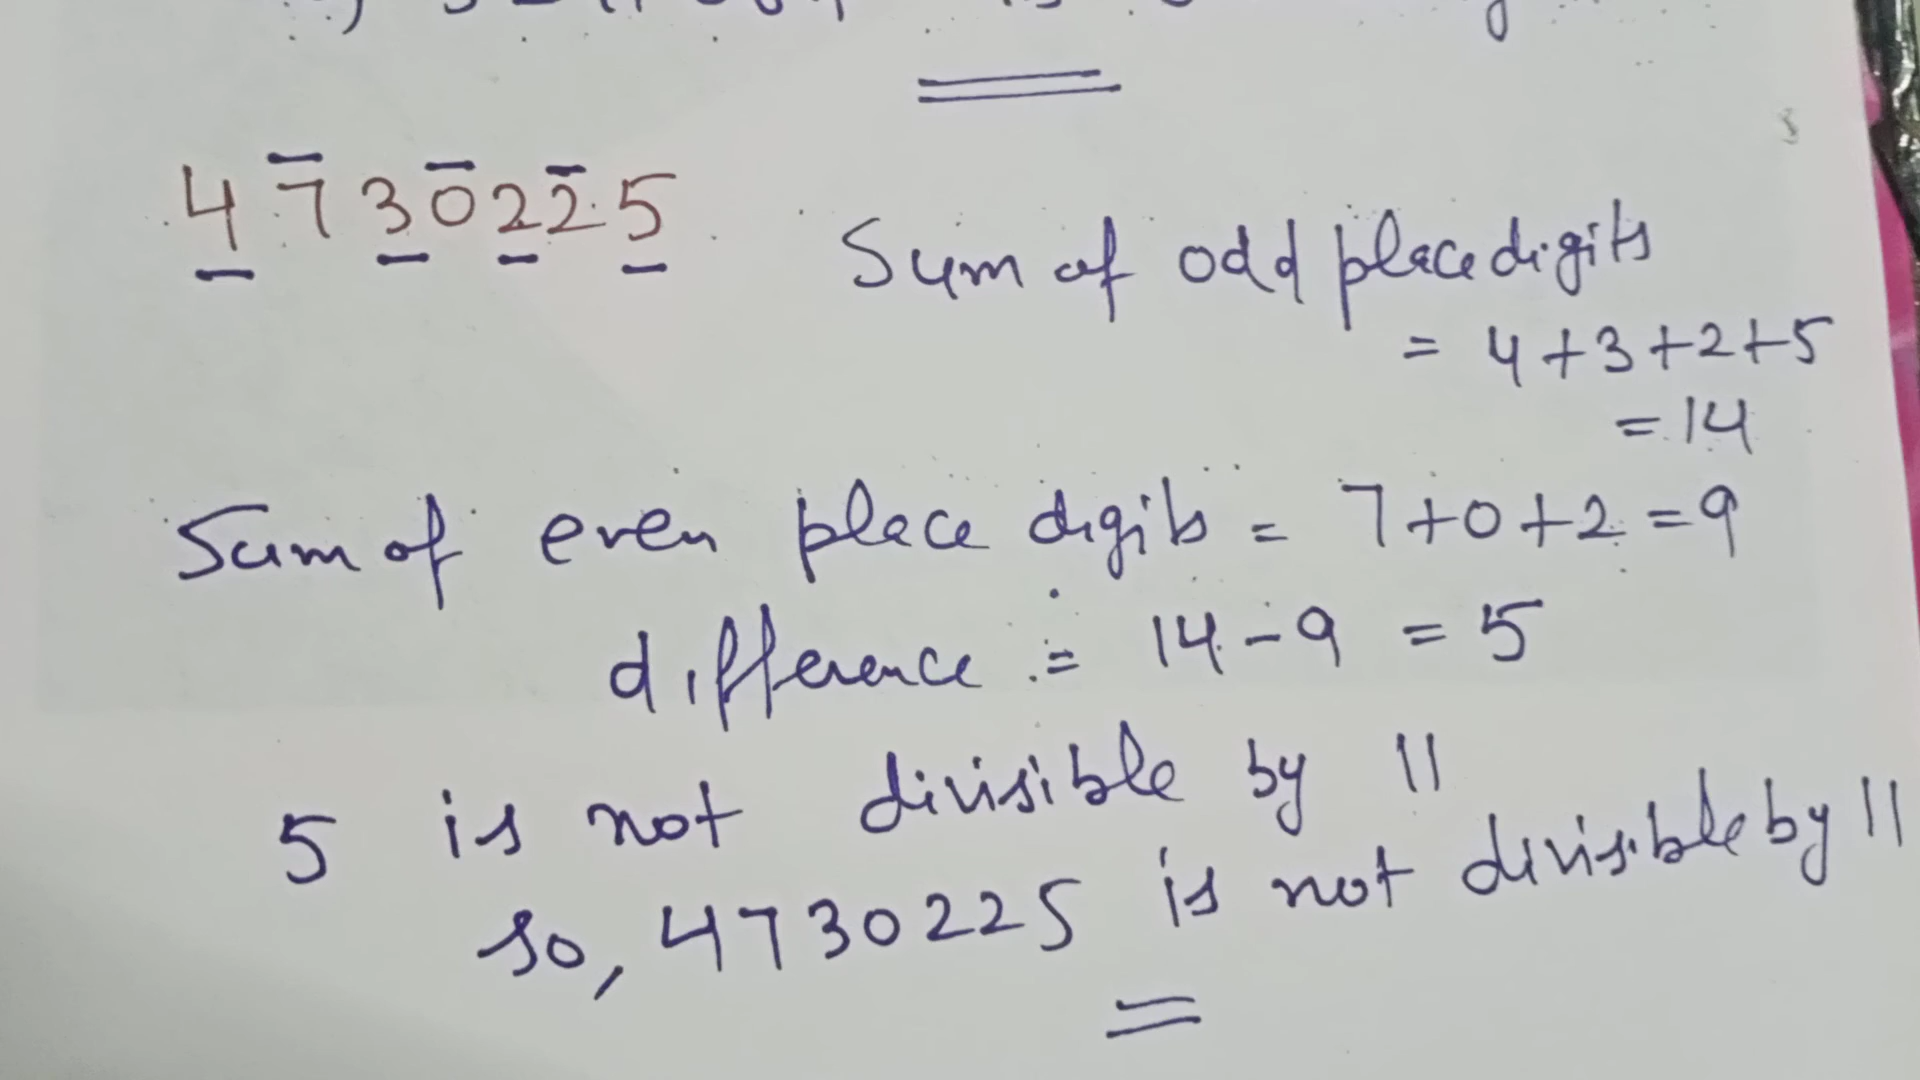 4730225
Sum of odd place digits
= 4+3+2+5
=14
Sum of even place digits = 7+0+2=9
difference = 14-9 = 5
5 is not divisible by 11
So, 4730225 is not divisible by 11